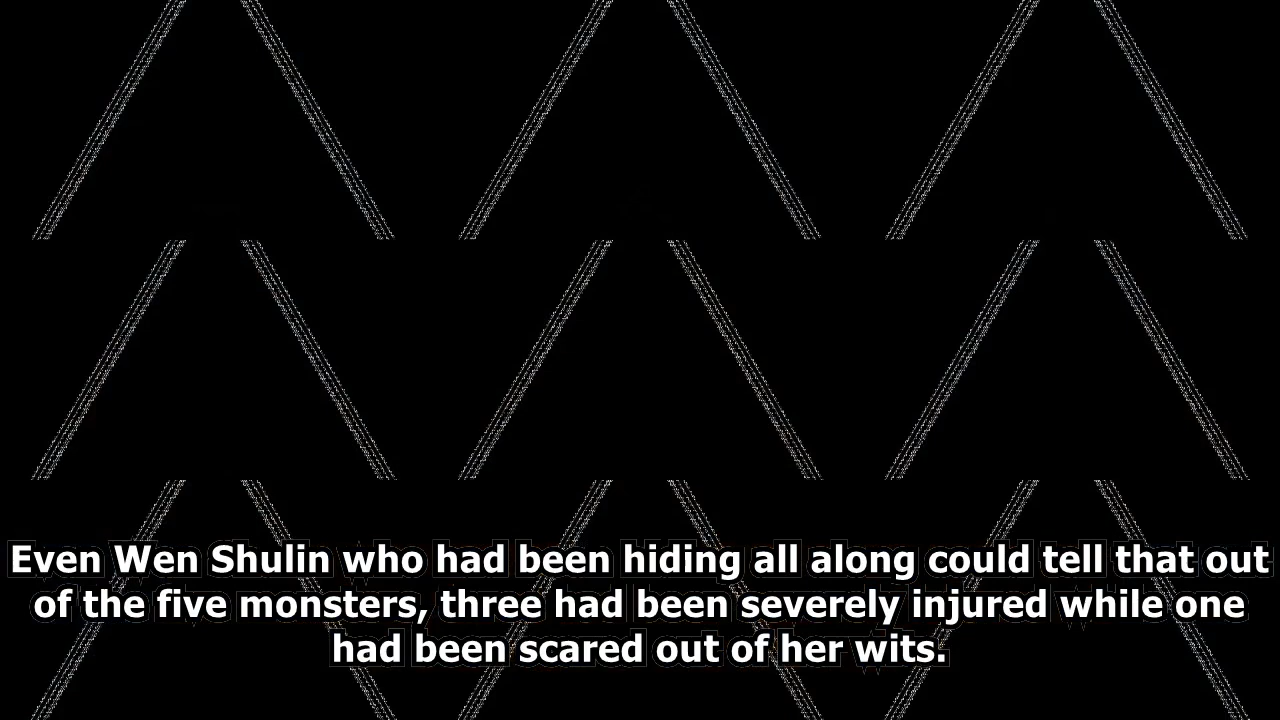 Even Wen Shulin who had been hiding all along could tell that out
of the five monsters, three had been severely injured while one
had been scared out of her wits.